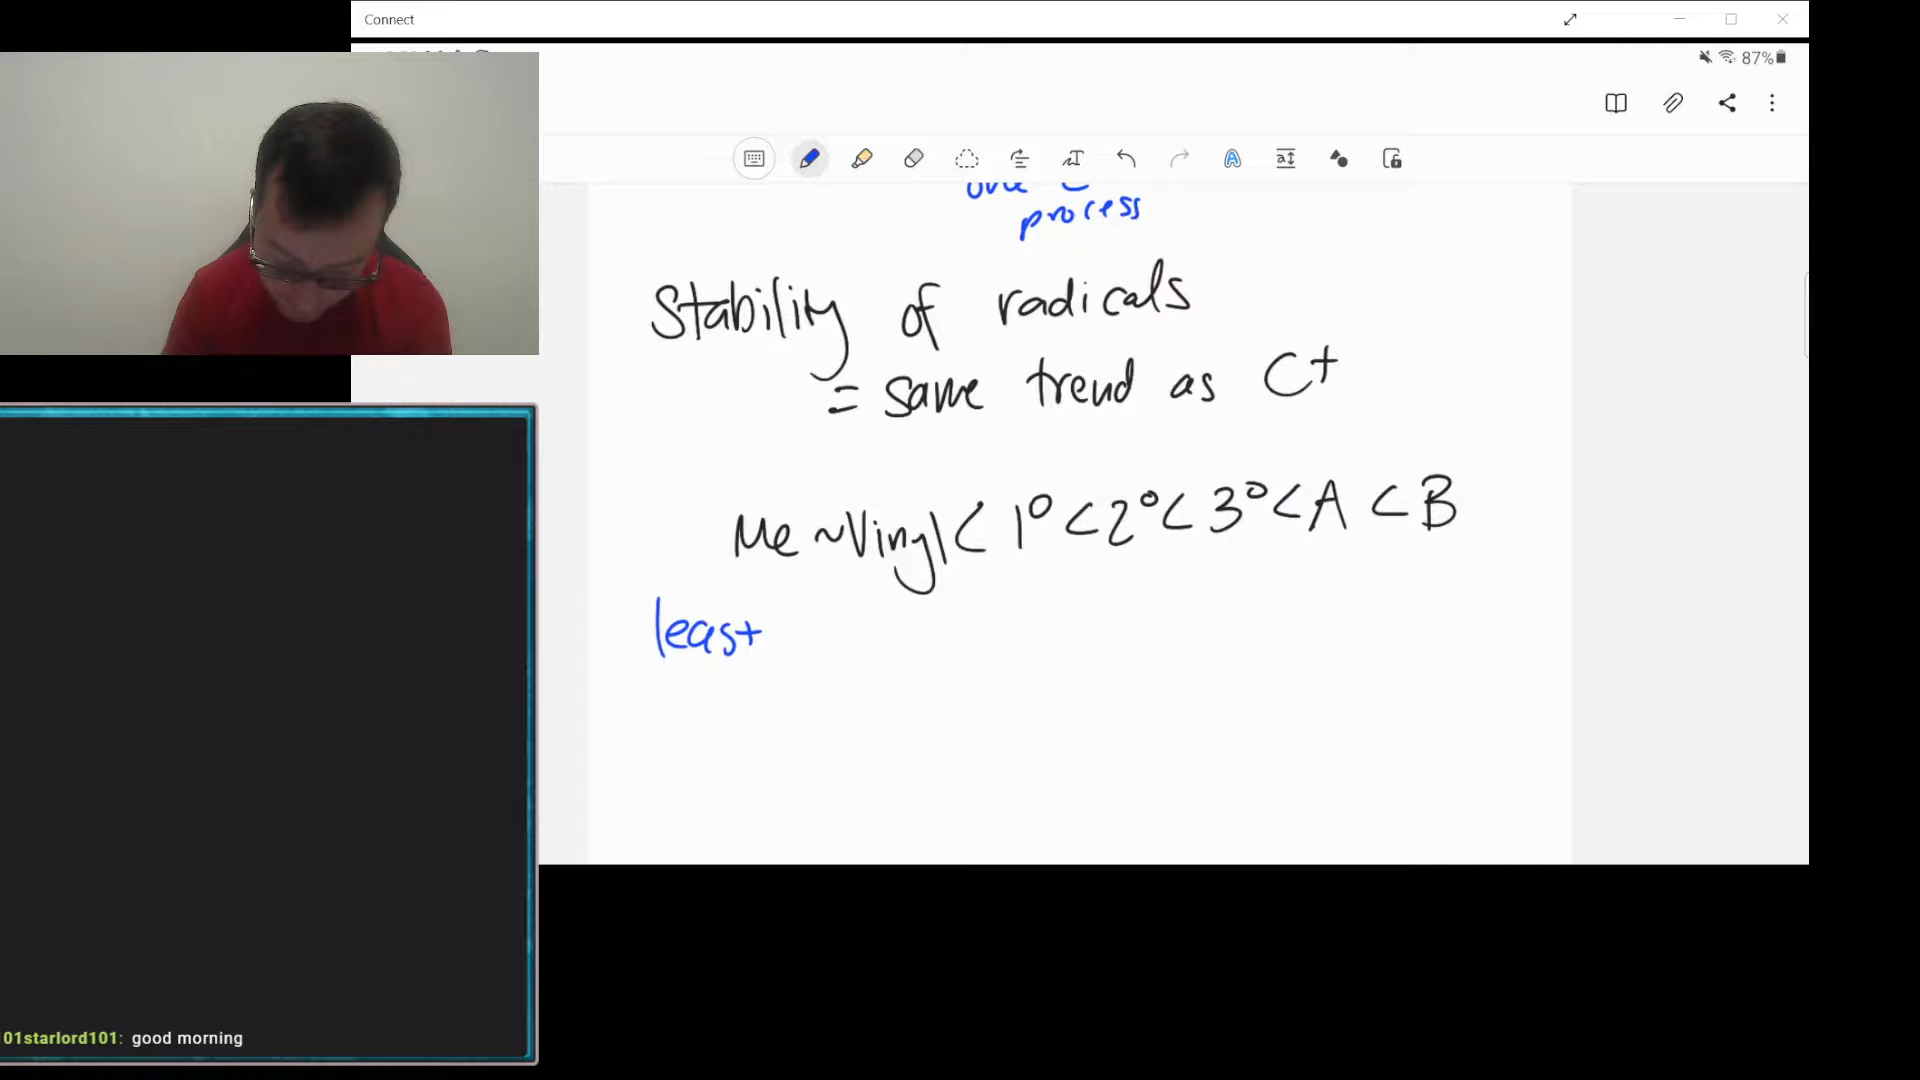 Connect
87%
process
Stability of radicals
= same trend as C+
Me ~Vinyl < 1° < 2° < 3° < A < B
least
01starlord101: good morning